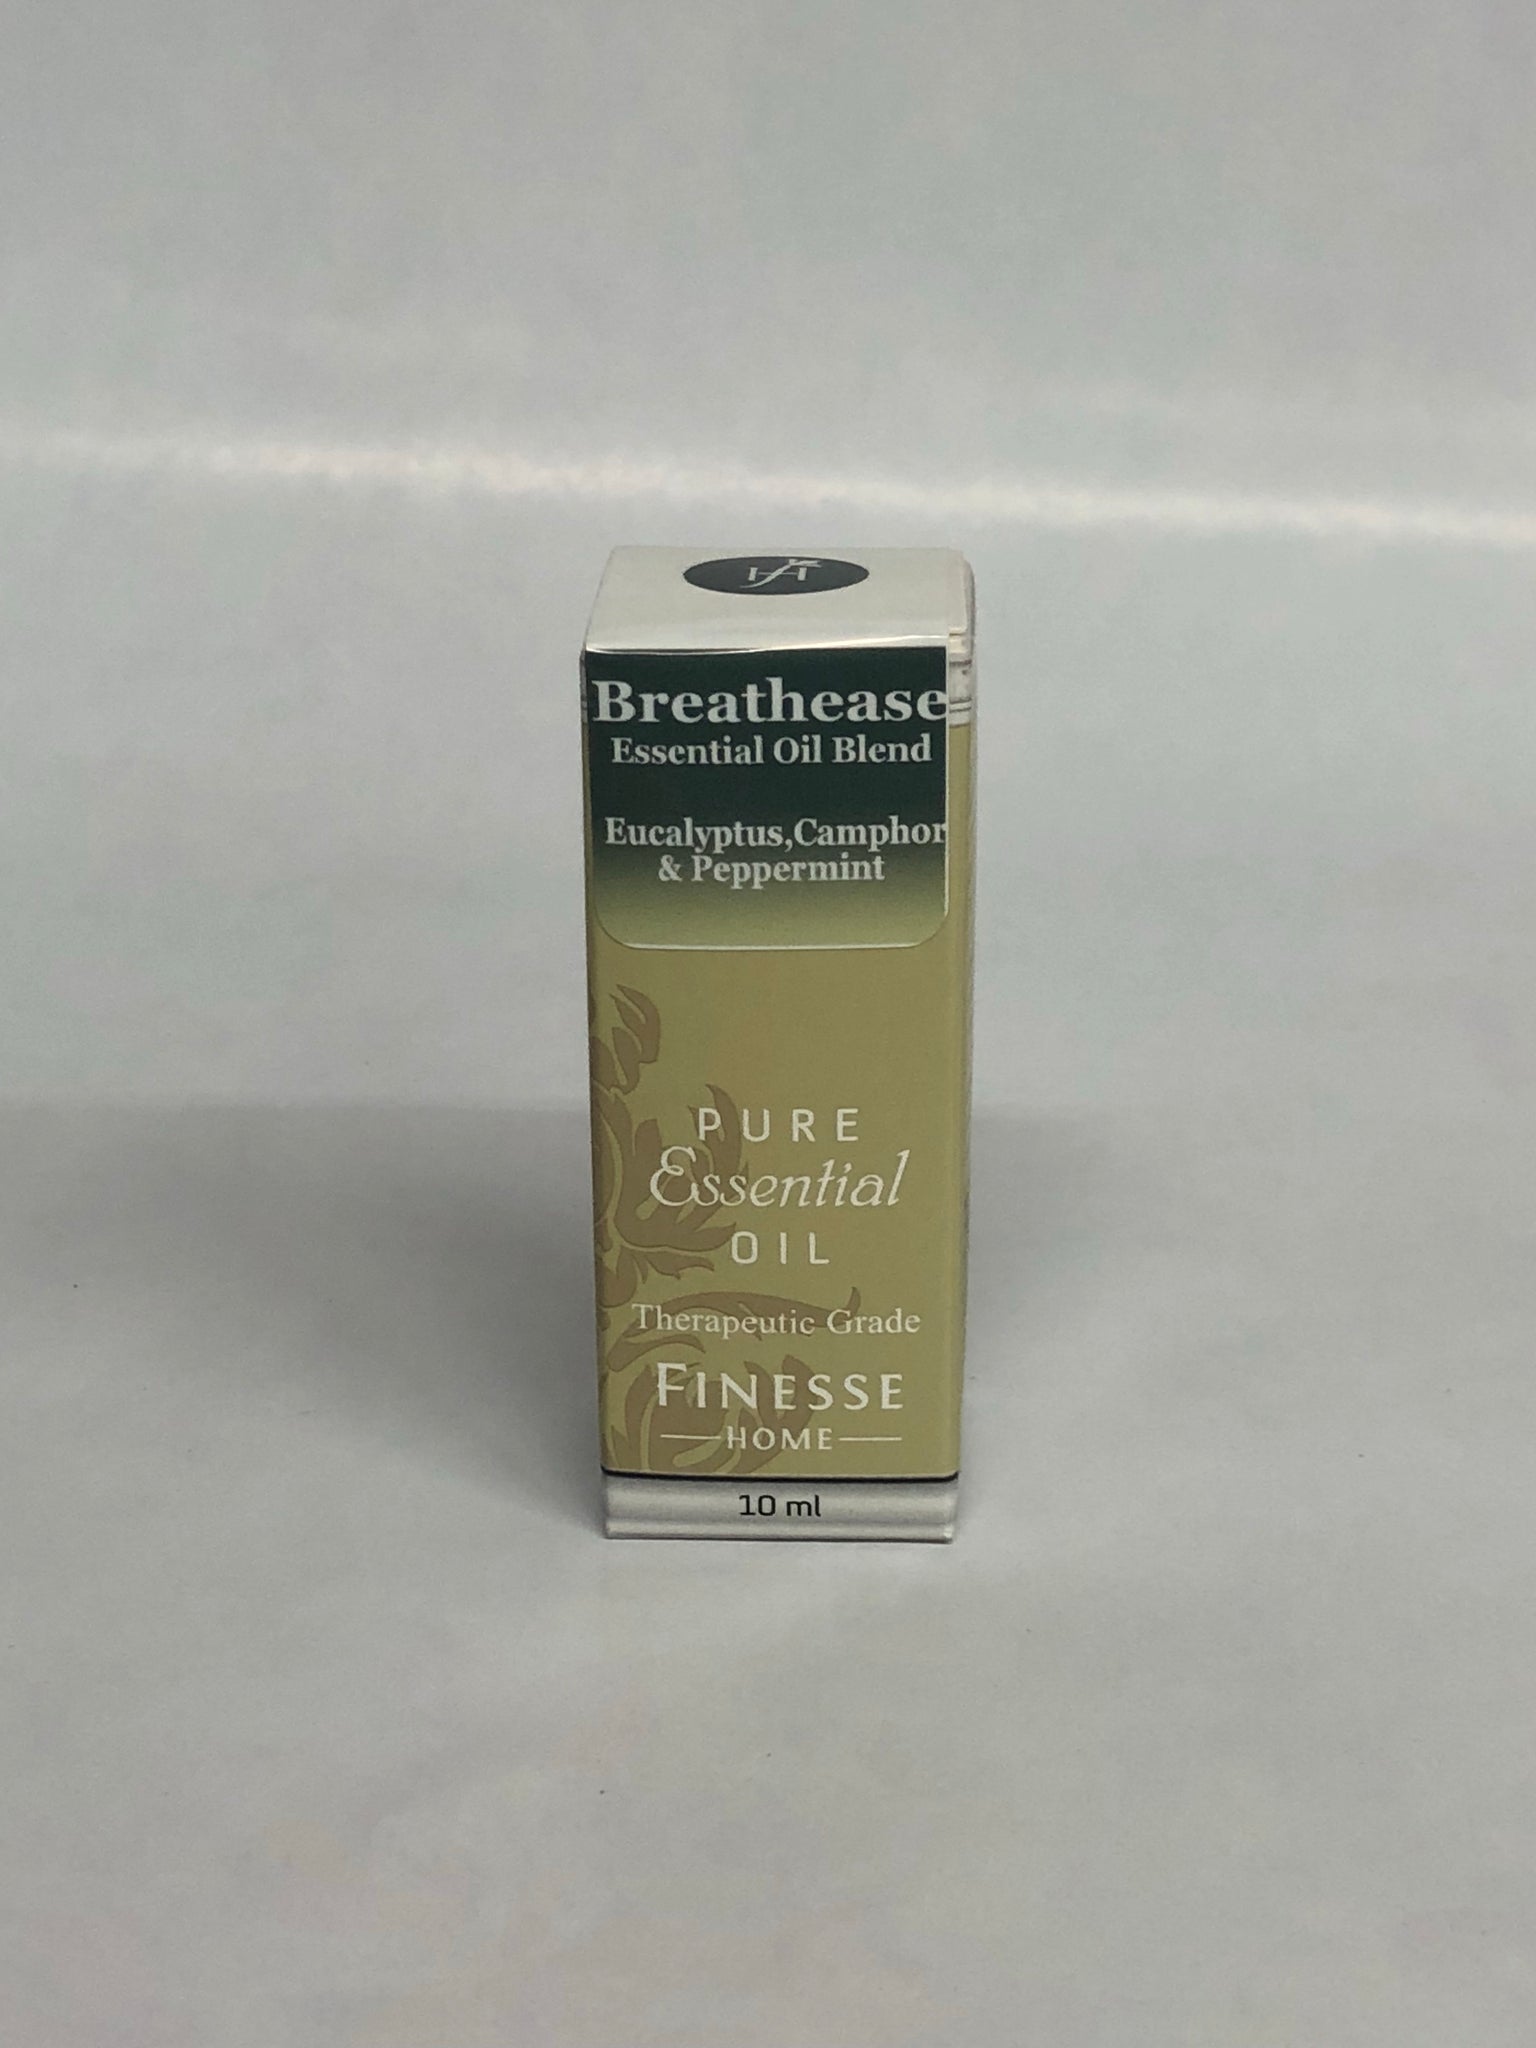 Breathease
Essential Oil Blend
Eucalyptus,Camphor
& Peppermint
PURE
Essential
OIL
Therapeutic Grade
FINESSE
HOME
10 ml